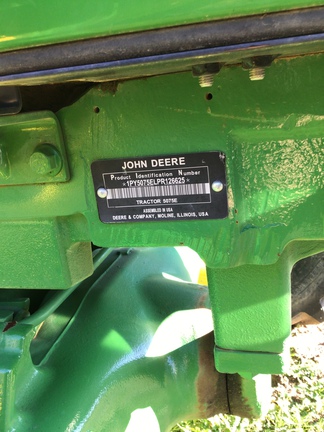 JOHN DEERE
Product Identification Number
*1PY5075ELPR126625*
TRACTOR 5075E
ASSEMBLED IN USA
DEERE & COMPANY, MOLINE, ILLINOIS, USA